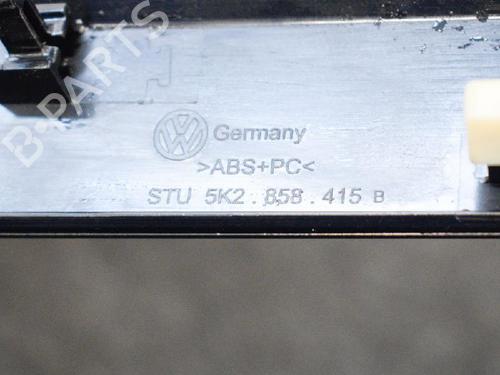 B-PARTS
Germany
>ABS+PC<
STU 5K2.858.415 B